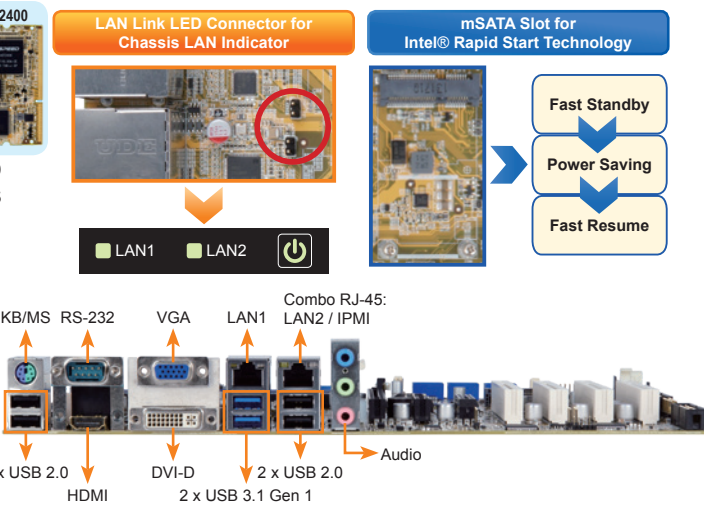 2400
LAN Link LED Connector for
Chassis LAN Indicator
mSATA Slot for
Intel® Rapid Start Technology
UDE
Fast Standby
Power Saving
Fast Resume
LAN1
LAN2
Combo RJ-45:
KB/MS
RS-232
VGA
LAN1
LAN2 / IPMI
Audio
x USB 2.0
DVI-D
2 x USB 2.0
HDMI
2 x USB 3.1 Gen 1